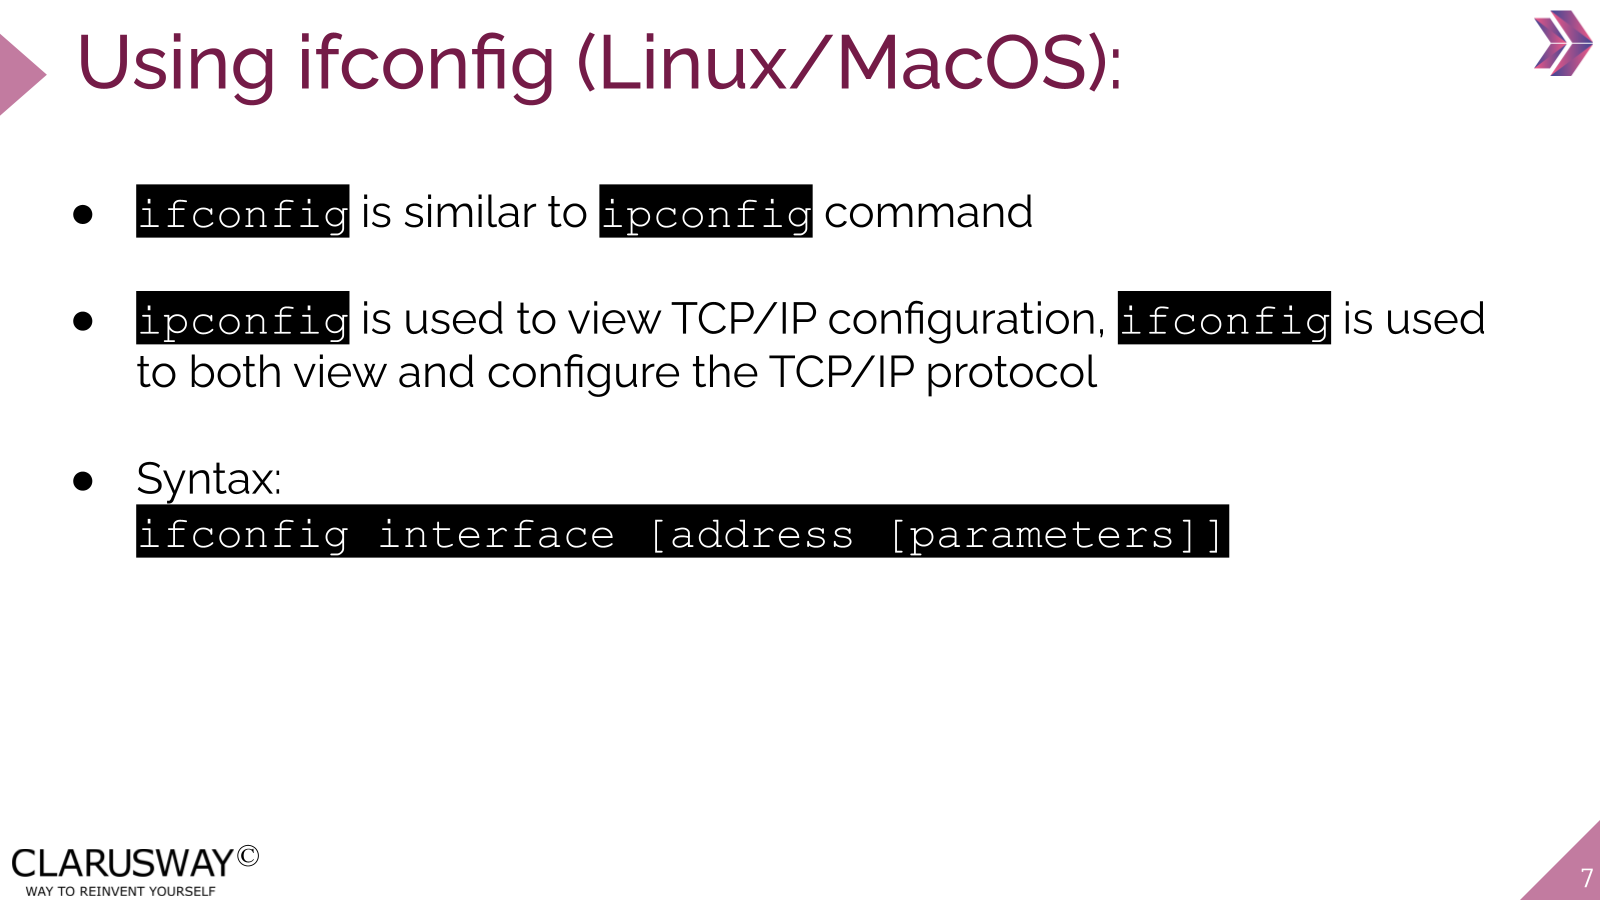 Using ifconfig (Linux/MacOS):
● ifconfig is similar to ipconfig command
● ipconfig is used to view TCP/IP configuration, ifconfig is used
to both view and configure the TCP/IP protocol
● Syntax:
ifconfig interface [address [parameters]]
CLARUSWAY©
WAY TO REINVENT YOURSELF
7